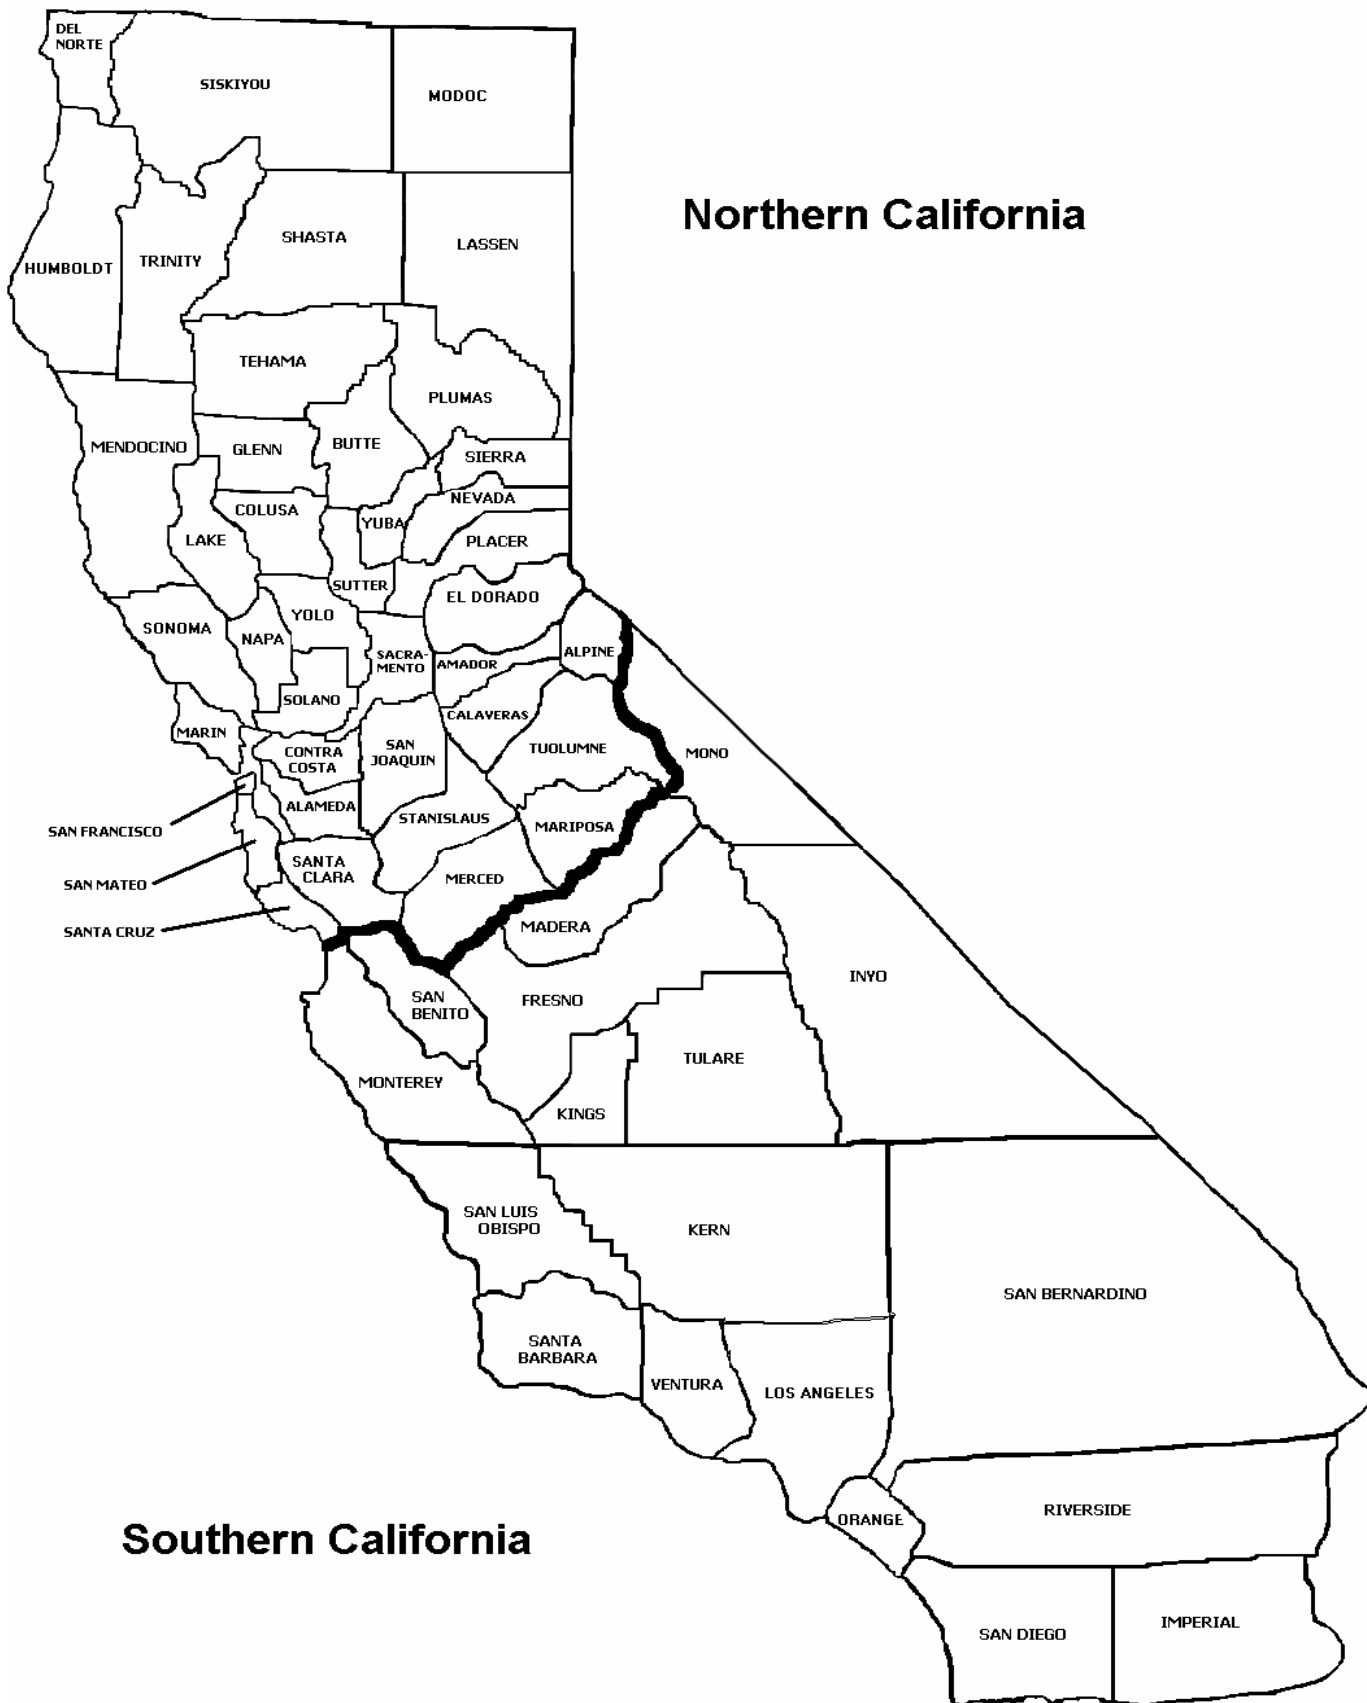 DEL
NORTE
SISKIYOU
MODOC
Northern California
SHASTA
LASSEN
HUMBOLDT
TRINITY
TEHAMA
PLUMAS
MENDOCINO
GLENN
BUTTE
SIERRA
NEVADA
COLUSA
YUBA
LAKE
PLACER
SUTTER
EL DORADO
YOLO
SONOMA
NAPA
SACRA-
MENTO
AMADOR
ALPINE
SOLANO
CALAVERAS
MARIN
CONTRA
COSTA
SAN
JOAQUIN
TUOLUMNE
MONO
ALAMEDA
STANISLAUS
MARIPOSA
SAN FRANCISCO
SANTA
CLARA
MERCED
SAN MATEO
SANTA CRUZ
MADERA
INYO
SAN
BENITO
FRESNO
TULARE
MONTEREY
KINGS
SAN LUIS
OBISPO
KERN
SAN BERNARDINO
SANTA
BARBARA
VENTURA
LOS ANGELES
RIVERSIDE
ORANGE
Southern California
SAN DIEGO
IMPERIAL